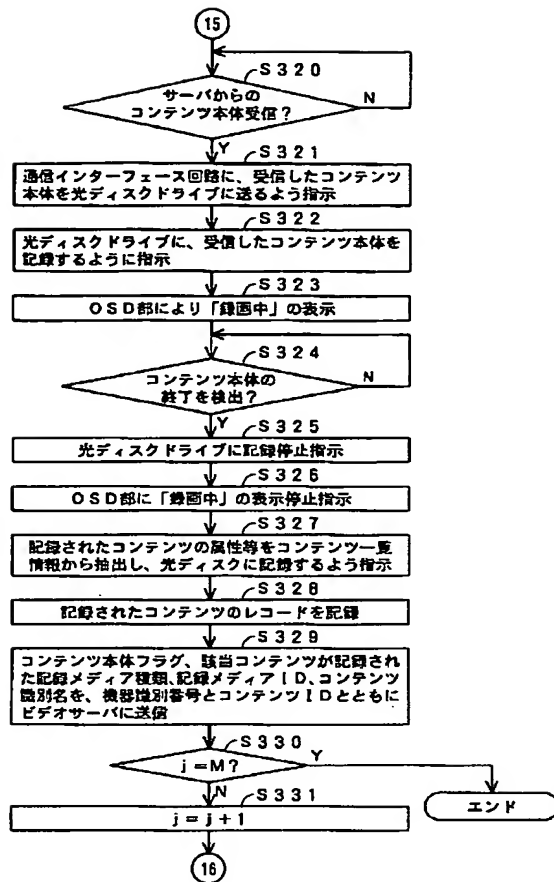 15
S320
サーバからの
コンテンツ本体受信?
N
Y
S321
通信インターフェース回路に、受信したコンテンツ
本体を光ディスクドライブに送るよう指示
S322
光ディスクドライブに、受信したコンテンツ本体を
記録するように指示
S323
OSD部により「録画中」の表示
S324
コンテンツ本体の
終了を検出?
N
Y
S325
光ディスクドライブに記録停止指示
S326
OSD部に「録画中」の表示停止指示
S327
記録されたコンテンツの属性等をコンテンツ一覧
情報から抽出し、光ディスクに記録するよう指示
S328
記録されたコンテンツのレコードを記録
S329
コンテンツ本体フラグ、該当コンテンツが記録され
た記録メディア種類、記録メディアID、コンテンツ
識別名を、機器識別番号とコンテンツIDとともに
ビデオサーバに送信
S330
j=M?
Y
N
S331
j=j+1
エンド
16